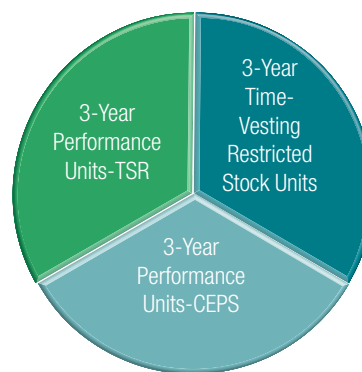 3-Year
Performance
Units-TSR
3-Year
Time-
Vesting
Restricted
Stock Units
3-Year
Performance
Units-CEPS